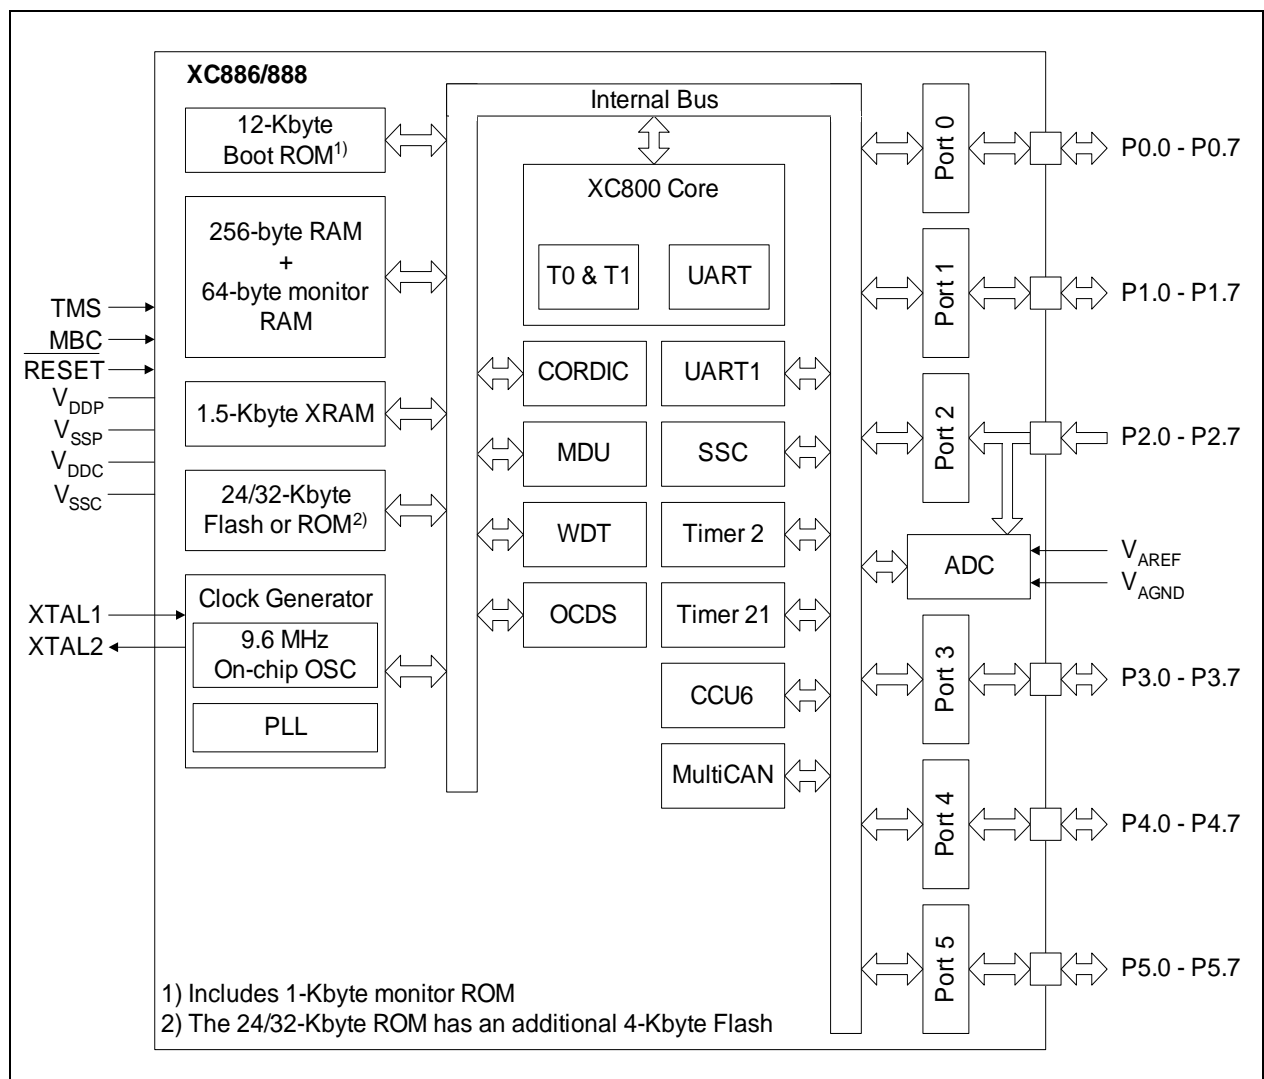 XC886/888
Internal Bus
12-Kbyte
Boot ROM1)
256-byte RAM
+
64-byte monitor
RAM
1.5-Kbyte XRAM
24/32-Kbyte
Flash or ROM2)
Clock Generator
9.6 MHz
On-chip OSC
PLL
TMS
MBC
RESET
VDDP
VSSP
VDDC
VSSC
XTAL1
XTAL2
XC800 Core
T0 & T1
UART
CORDIC
UART1
MDU
SSC
WDT
Timer 2
OCDS
Timer 21
CCU6
MultiCAN
Port 0
P0.0 - P0.7
Port 1
P1.0 - P1.7
Port 2
P2.0 - P2.7
ADC
VAREF
VAGND
Port 3
P3.0 - P3.7
Port 4
P4.0 - P4.7
Port 5
P5.0 - P5.7
1) Includes 1-Kbyte monitor ROM
2) The 24/32-Kbyte ROM has an additional 4-Kbyte Flash